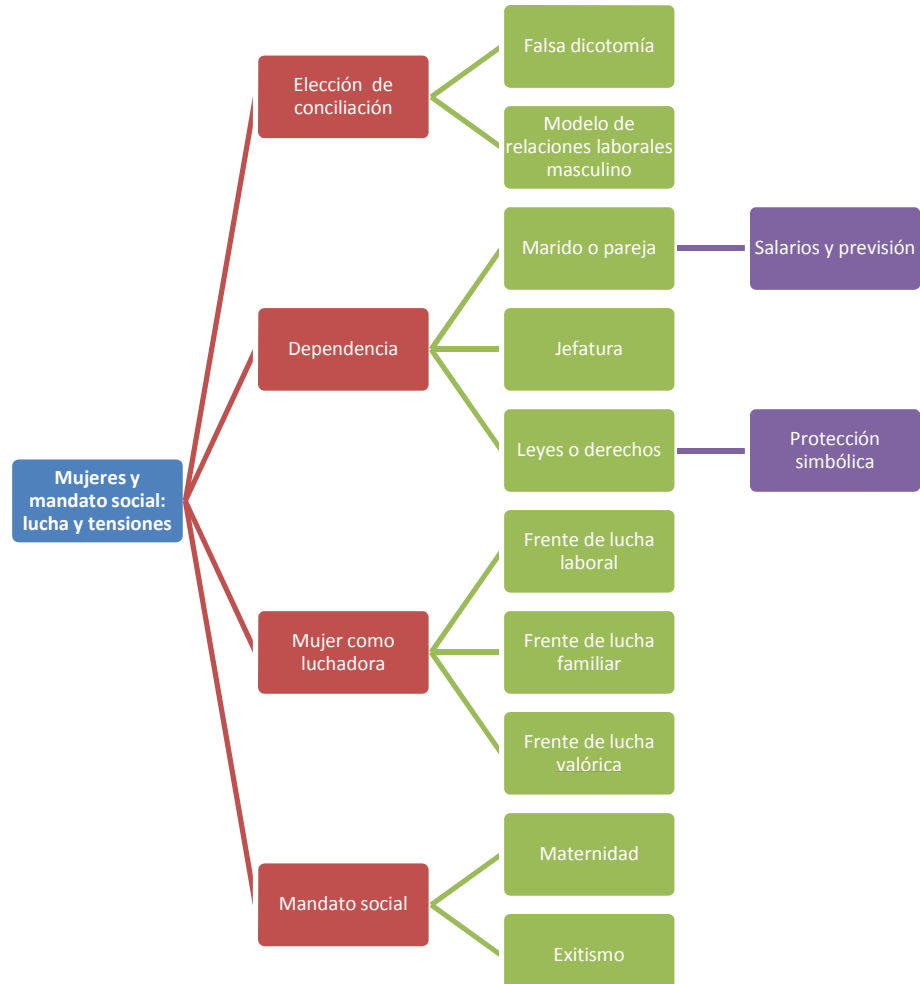 Mujeres y
mandato social:
lucha y tensiones
Elección de
conciliación
Falsa dicotomía
Modelo de
relaciones laborales
masculino
Dependencia
Marido o pareja
Salarios y previsión
Jefatura
Leyes o derechos
Protección
simbólica
Mujer como
luchadora
Frente de lucha
laboral
Frente de lucha
familiar
Frente de lucha
valórica
Mandato social
Maternidad
Exitismo